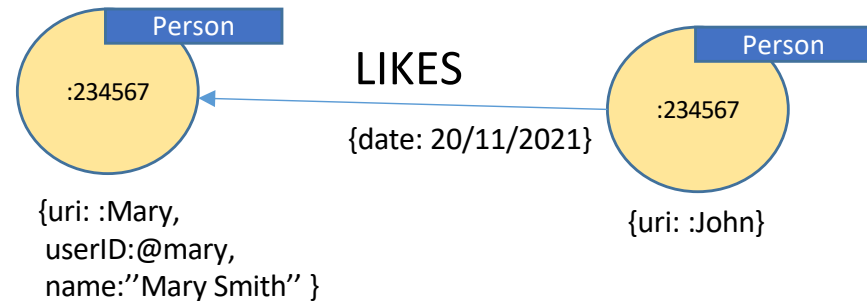 Person
:234567
{uri: :Mary,
userID:@mary,
name:’’Mary Smith’’ }
LIKES
{date: 20/11/2021}
Person
:234567
{uri: :John}